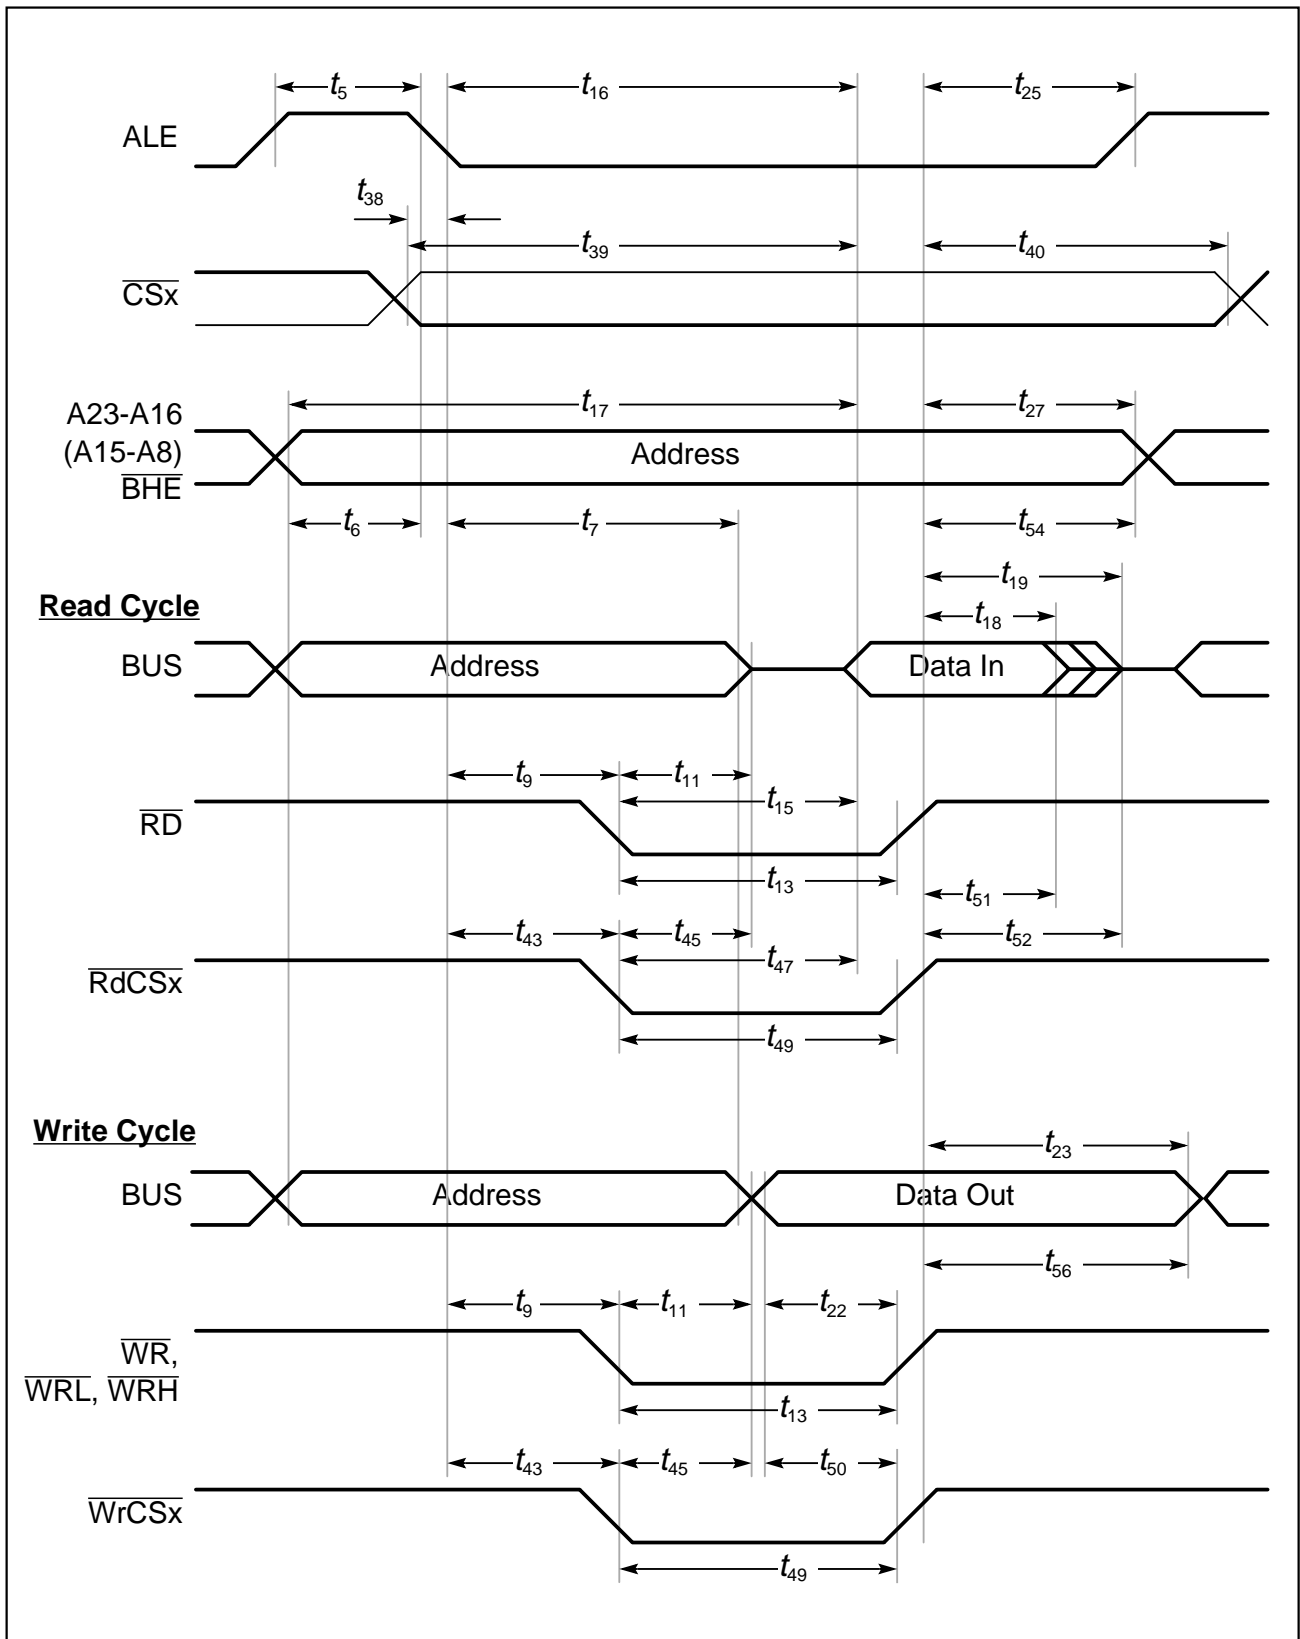 t5 t16 t25
ALE
t38
t39 t40
CSx
t17 t27
A23-A16
(A15-A8) Address
BHE
t6 t7 t54
t19
Read Cycle t18
BUS Address Data In
t9 t11
t15
RD
t13
t51
t43 t45 t52
t47
RdCSx
t49
Write Cycle
t23
BUS Address Data Out
t56
t9 t11 t22
WR,
WRL, WRH
t13
t43 t45 t50
WrCSx
t49